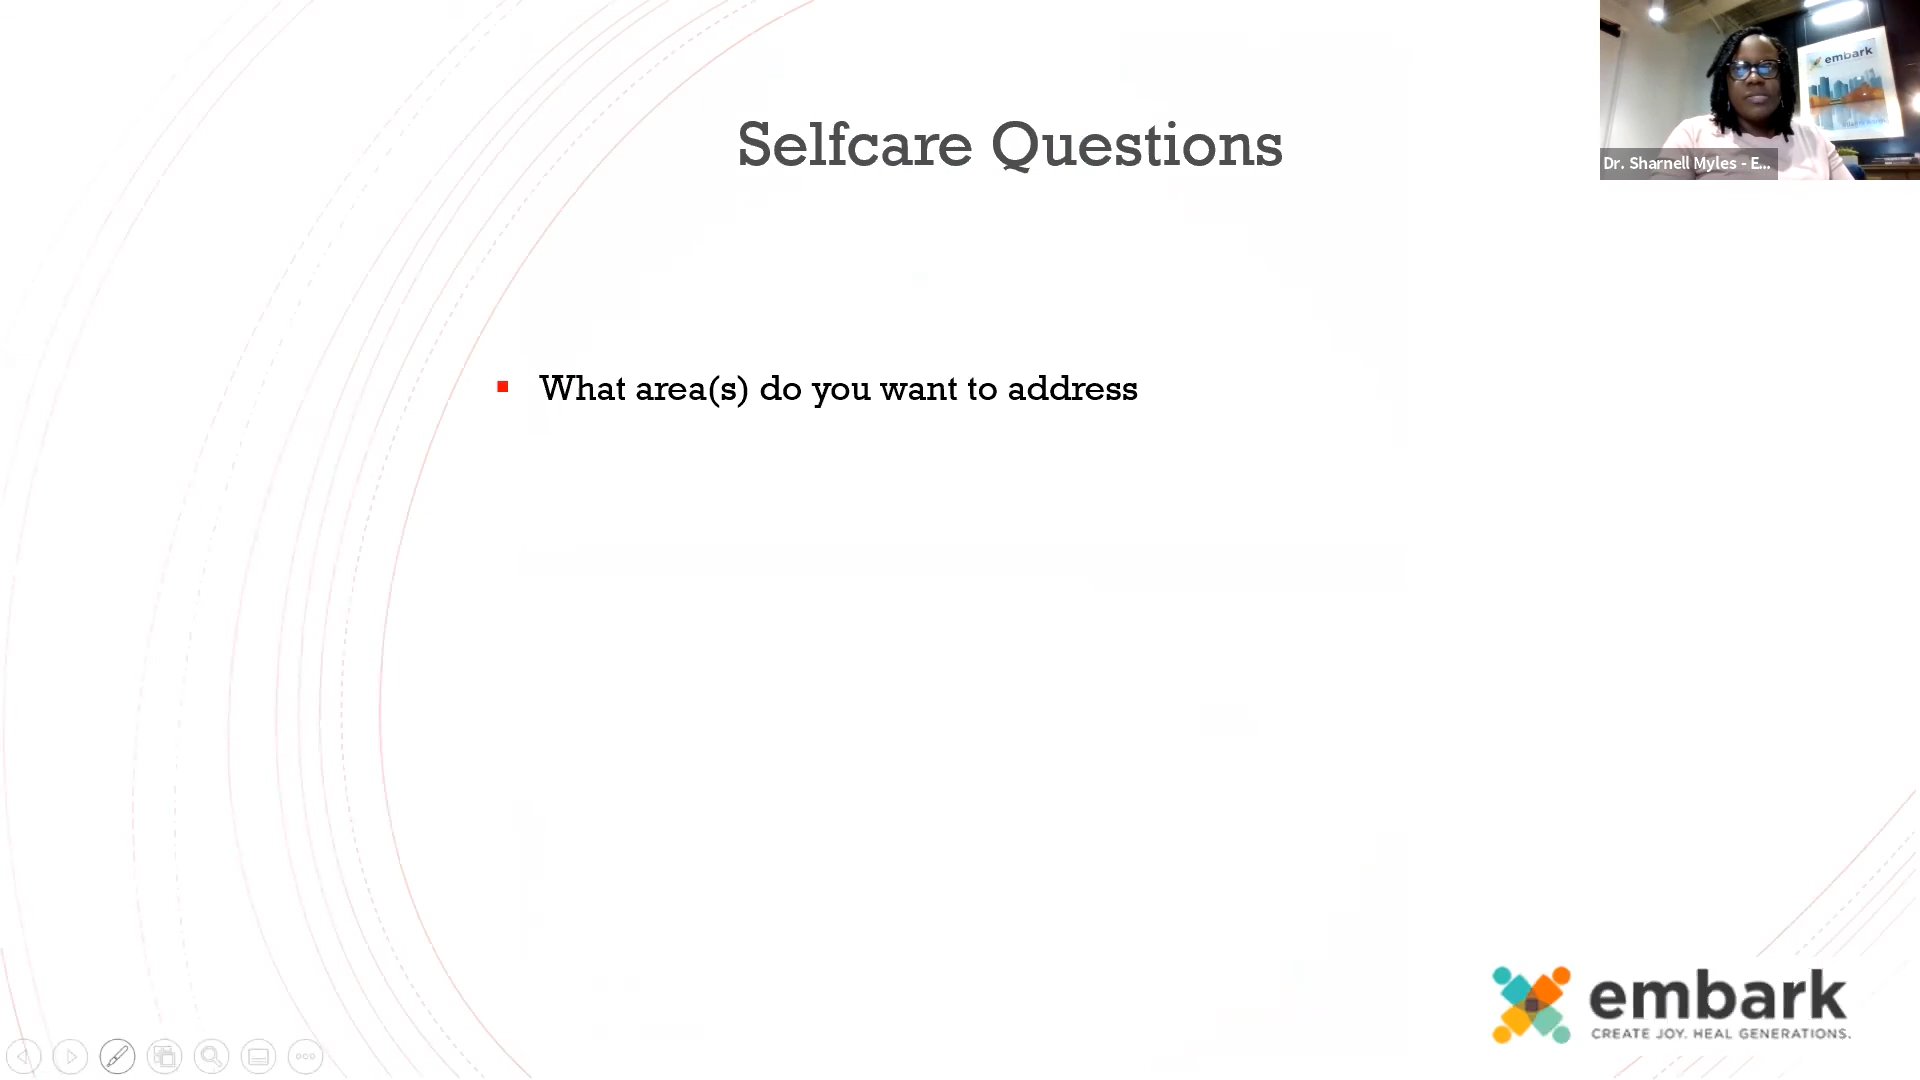 Selfcare Questions
embark
Dr. Sharnell Myles - E...
What area(s) do you want to address
embark
CREATE JOY. HEAL GENERATIONS.